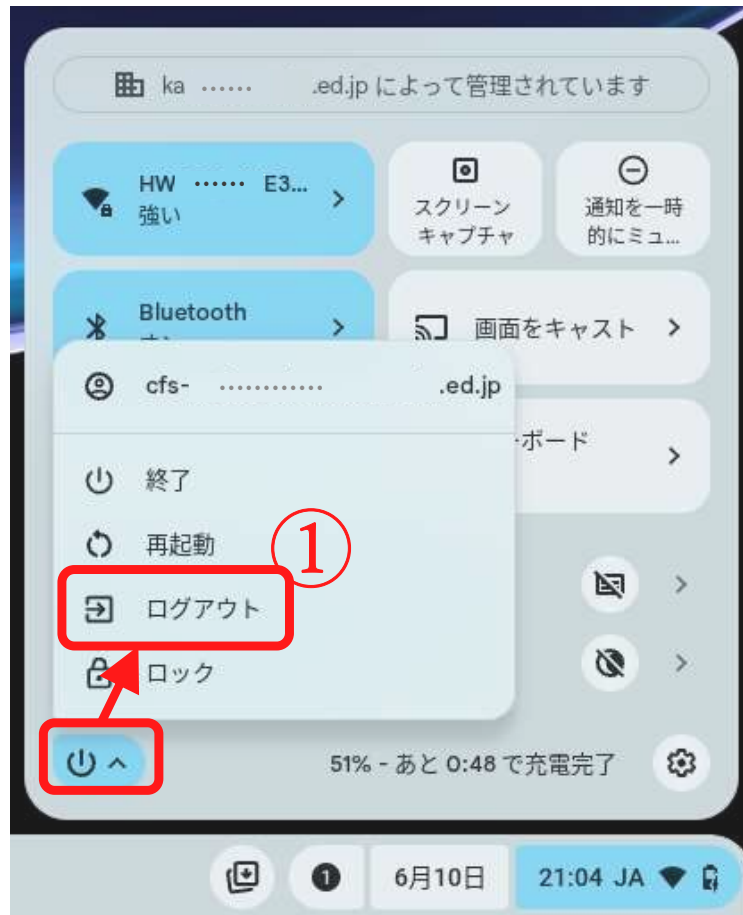 ka ...... .ed.jp によって管理されています
HW ...... E3...
強い
スクリーン
キャプチャ
通知を一時
的にミュ...
Bluetooth
画面をキャスト
cfs- ............ .ed.jp
ーボード
終了
再起動
①
ログアウト
ロック
51% - あと 0:48 で充電完了
1
6月10日
21:04 JA